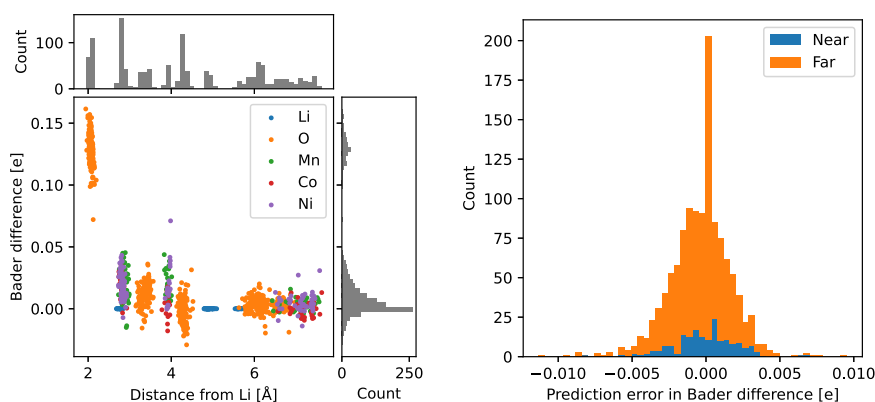 Count
100
0
Bader difference [e]
0.15
0.10
0.05
0.00
Li
O
Mn
Co
Ni
2
4
6
Distance from Li [Å]
0
250
Count
Count
200
175
150
125
100
75
50
25
0
Near
Far
−0.010
−0.005
0.000
0.005
0.010
Prediction error in Bader difference [e]